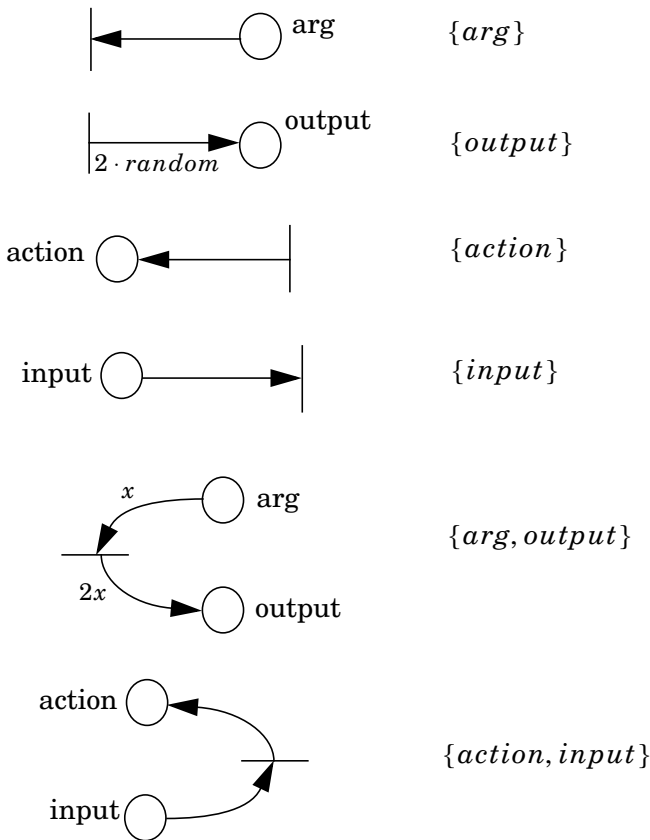 arg {arg}
output {output}
2 · random
action {action}
input {input}
x
arg
{arg, output}
2x
output
action
{action, input}
input